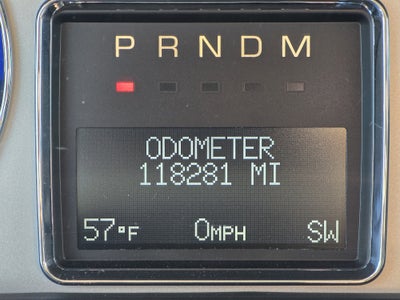 P R N D M
ODOMETER
118281 MI
57°F 0MPH SW